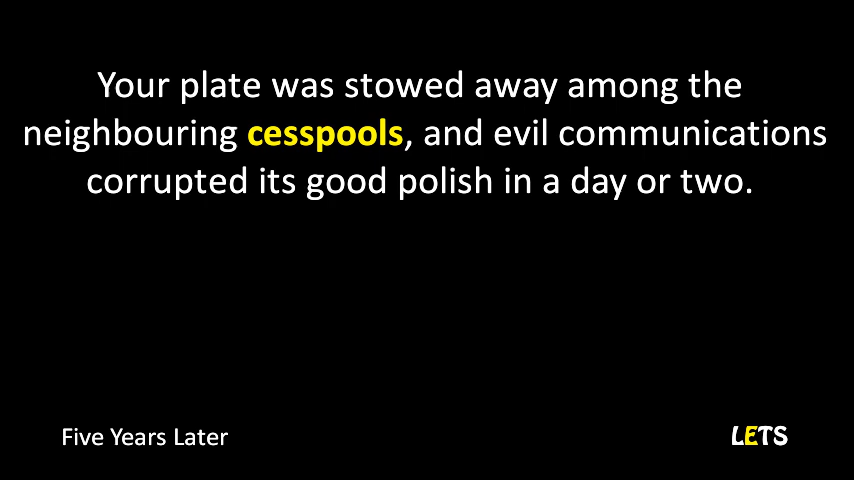 Your plate was stowed away among the
neighbouring cesspools, and evil communications
corrupted its good polish in a day or two.
Five Years Later
LETS